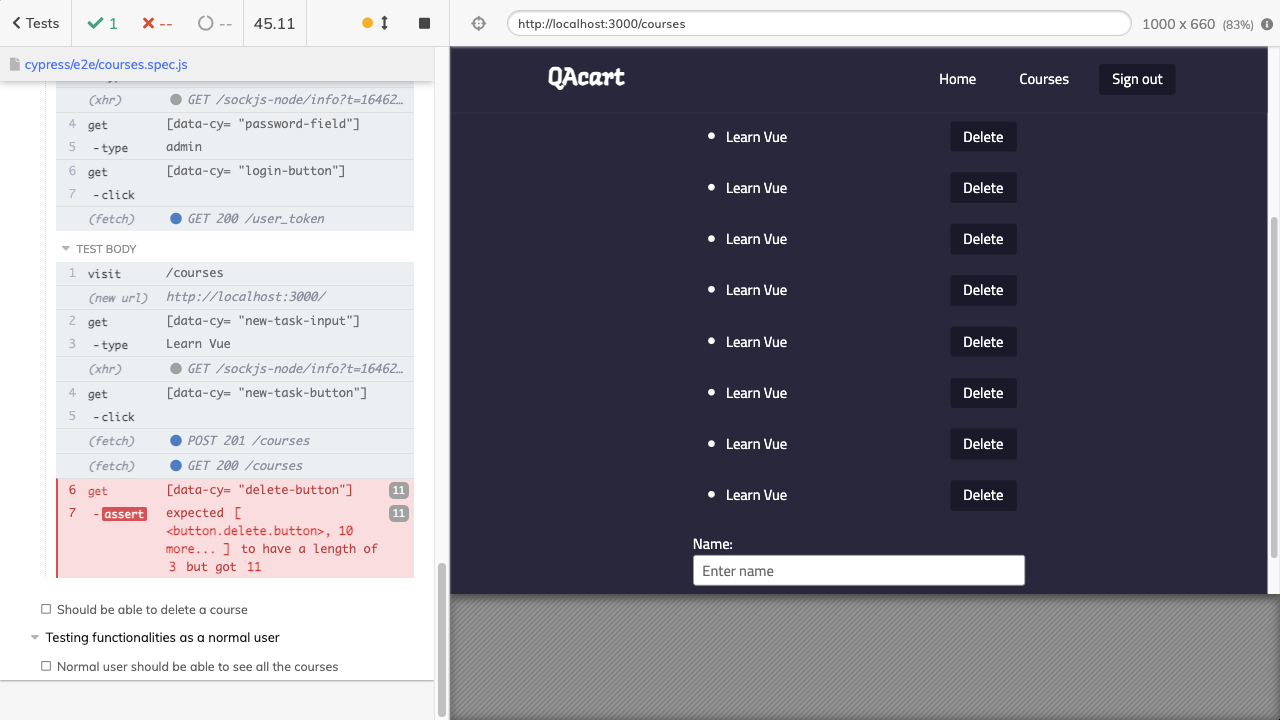 Tests
1
--
--
45.11
http://localhost:3000/courses
1000 x 660 (83%)
cypress/e2e/courses.spec.js
(xhr) GET /sockjs-node/info?t=16462…
4 get [data-cy= "password-field"]
5 -type admin
6 get [data-cy= "login-button"]
7 -click
(fetch) GET 200 /user_token
TEST BODY
1 visit /courses
(new url) http://localhost:3000/
2 get [data-cy= "new-task-input"]
3 -type Learn Vue
(xhr) GET /sockjs-node/info?t=16462…
4 get [data-cy= "new-task-button"]
5 -click
(fetch) POST 201 /courses
(fetch) GET 200 /courses
6 get [data-cy= "delete-button"] 11
7 -assert expected [ 11
<button.delete.button>, 10
more... ] to have a length of
3 but got 11
Should be able to delete a course
Testing functionalities as a normal user
Normal user should be able to see all the courses
QAcart
Home
Courses
Sign out
Learn Vue Delete
Learn Vue Delete
Learn Vue Delete
Learn Vue Delete
Learn Vue Delete
Learn Vue Delete
Learn Vue Delete
Learn Vue Delete
Name:
Enter name